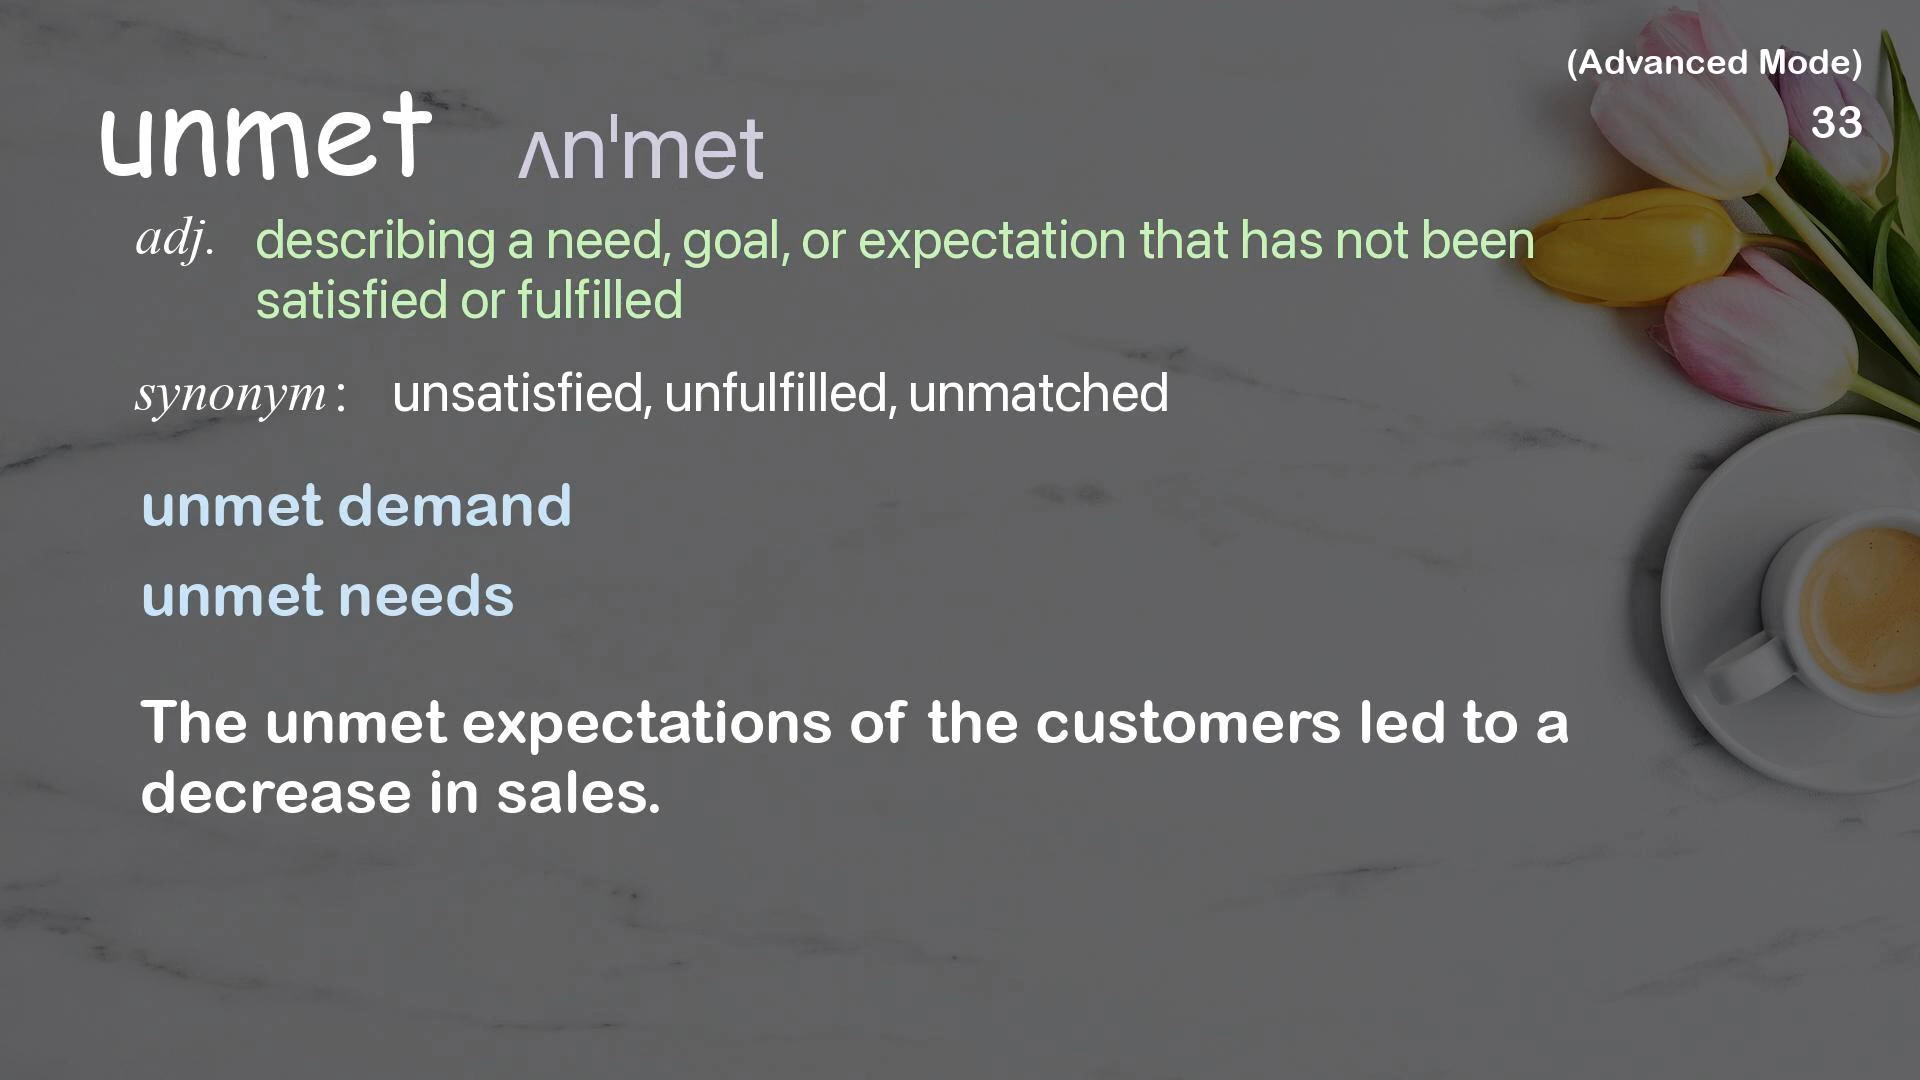 (Advanced Mode)
33
unmet ʌn'met
adj. describing a need, goal, or expectation that has not been
satisfied or fulfilled
synonym: unsatisfied, unfulfilled, unmatched
unmet demand
unmet needs
The unmet expectations of the customers led to a
decrease in sales.